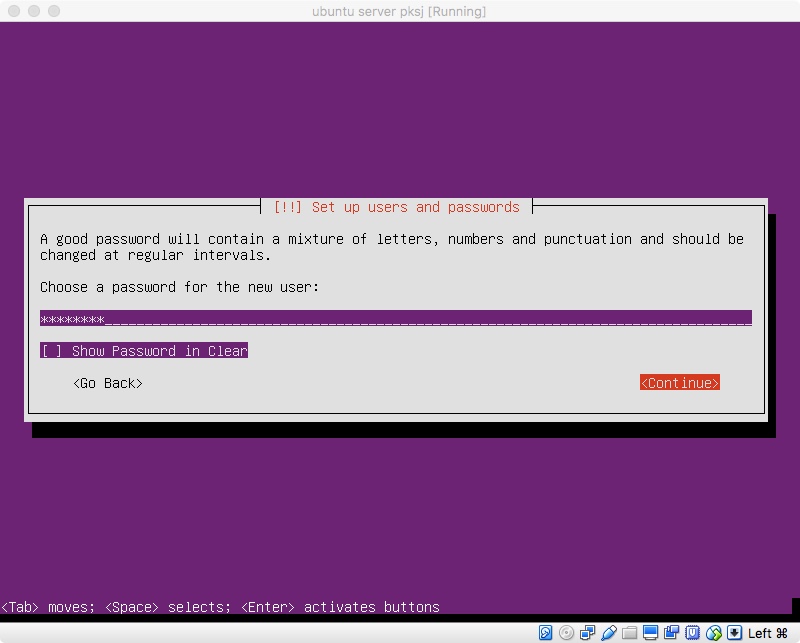 ubuntu server pksj [Running]
[!!] Set up users and passwords
A good password will contain a mixture of letters, numbers and punctuation and should be
changed at regular intervals.
Choose a password for the new user:
********________________________________________________________________________
[ ] Show Password in Clear
<Go Back> <Continue>
<Tab> moves; <Space> selects; <Enter> activates buttons
Left ⌘